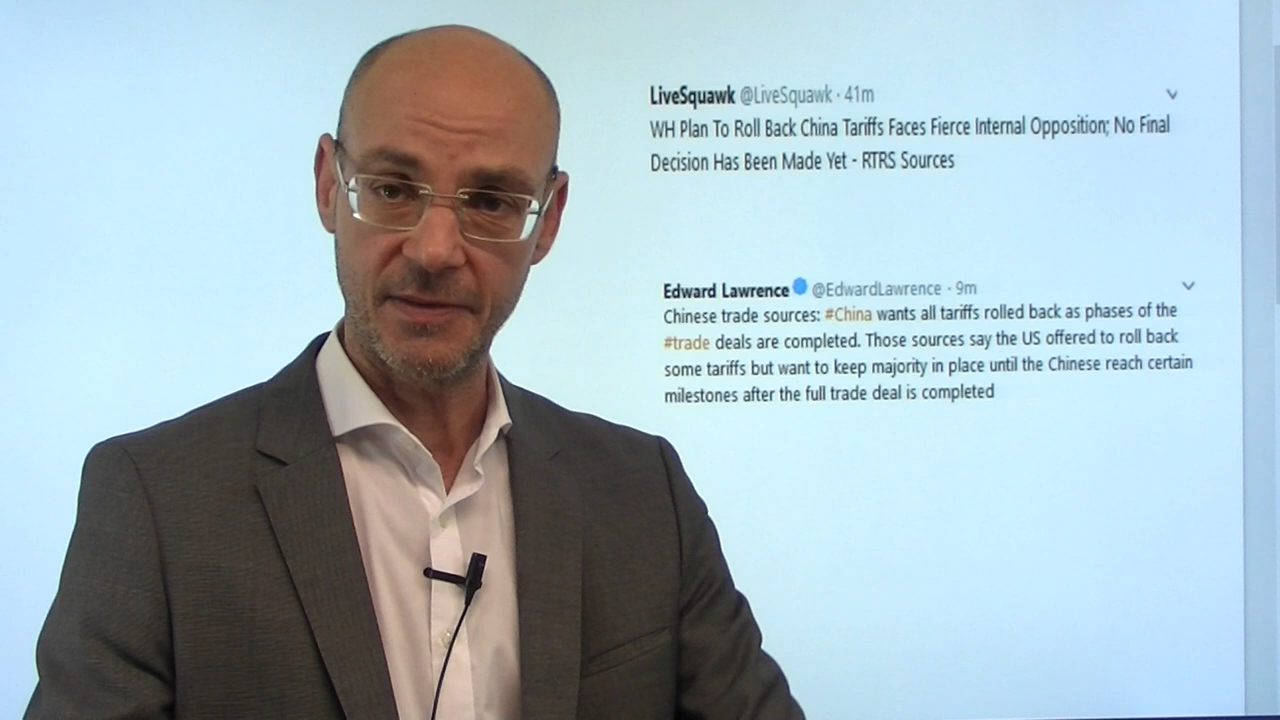 LiveSquawk @LiveSquawk · 41m
WH Plan To Roll Back China Tariffs Faces Fierce Internal Opposition; No Final
Decision Has Been Made Yet - RTRS Sources
Edward Lawrence @EdwardLawrence · 9m
Chinese trade sources: #China wants all tariffs rolled back as phases of the
#trade deals are completed. Those sources say the US offered to roll back
some tariffs but want to keep majority in place until the Chinese reach certain
milestones after the full trade deal is completed